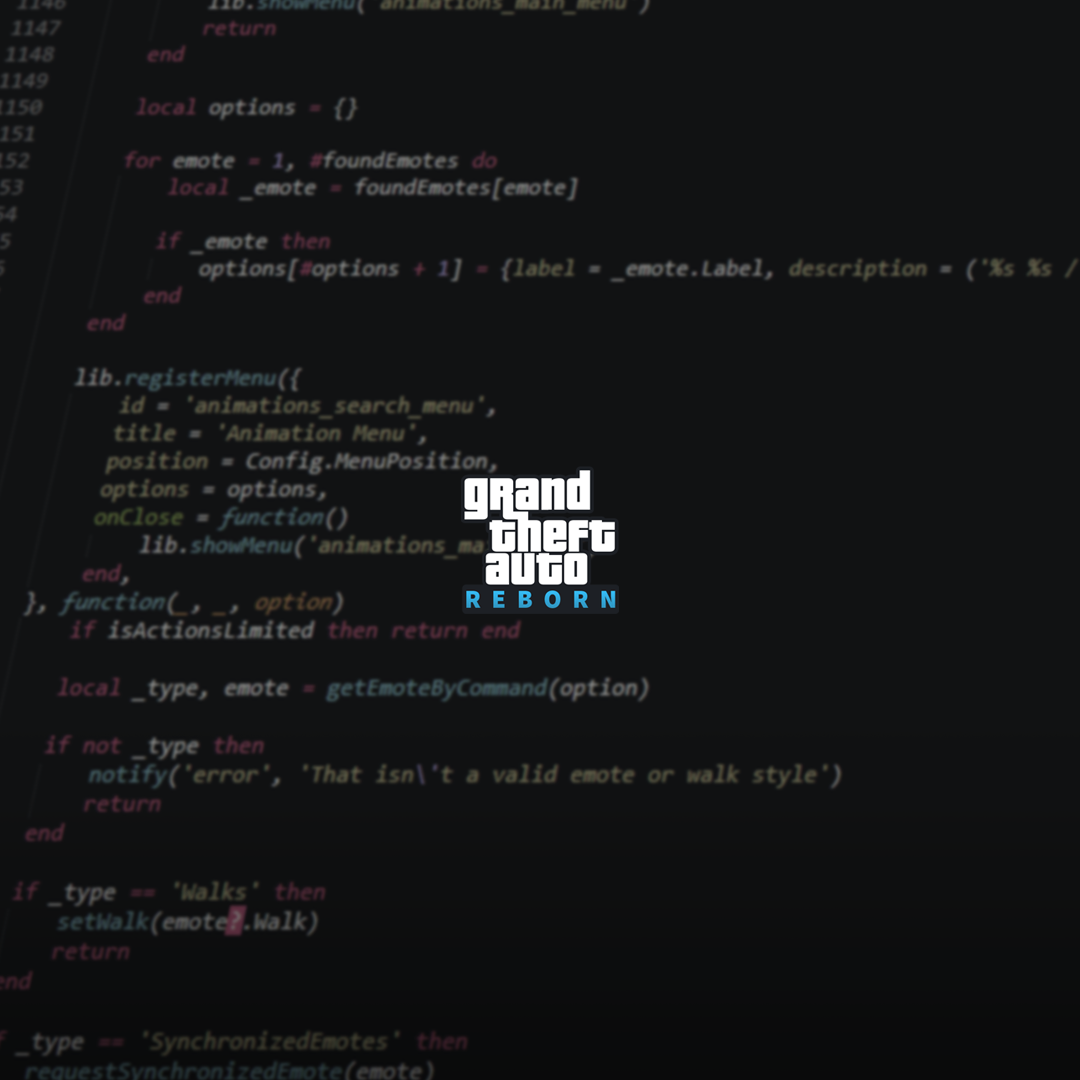 1146 lib.showMenu('animations_main_menu')
1147 return
1148 end
1149
1150 local options = {}
151
152 for emote = 1, #foundEmotes do
53 local _emote = foundEmotes[emote]
54
5 if _emote then
options[#options + 1] = {label = _emote.Label, description = ('%s %s /
end
end
lib.registerMenu({
id = 'animations_search_menu',
title = 'Animation Menu',
position = Config.MenuPosition,
options = options,
onClose = function()
lib.showMenu('animations_ma
end,
}, function(_, _, option)
if isActionsLimited then return end
local _type, emote = getEmoteByCommand(option)
if not _type then
notify('error', 'That isn\'t a valid emote or walk style')
return
end
if _type == 'Walks' then
setWalk(emote?.Walk)
return
end
_type == 'SynchronizedEmotes' then
requestSynchronizedEmote(emote)
grand
theft
auto
REBORN